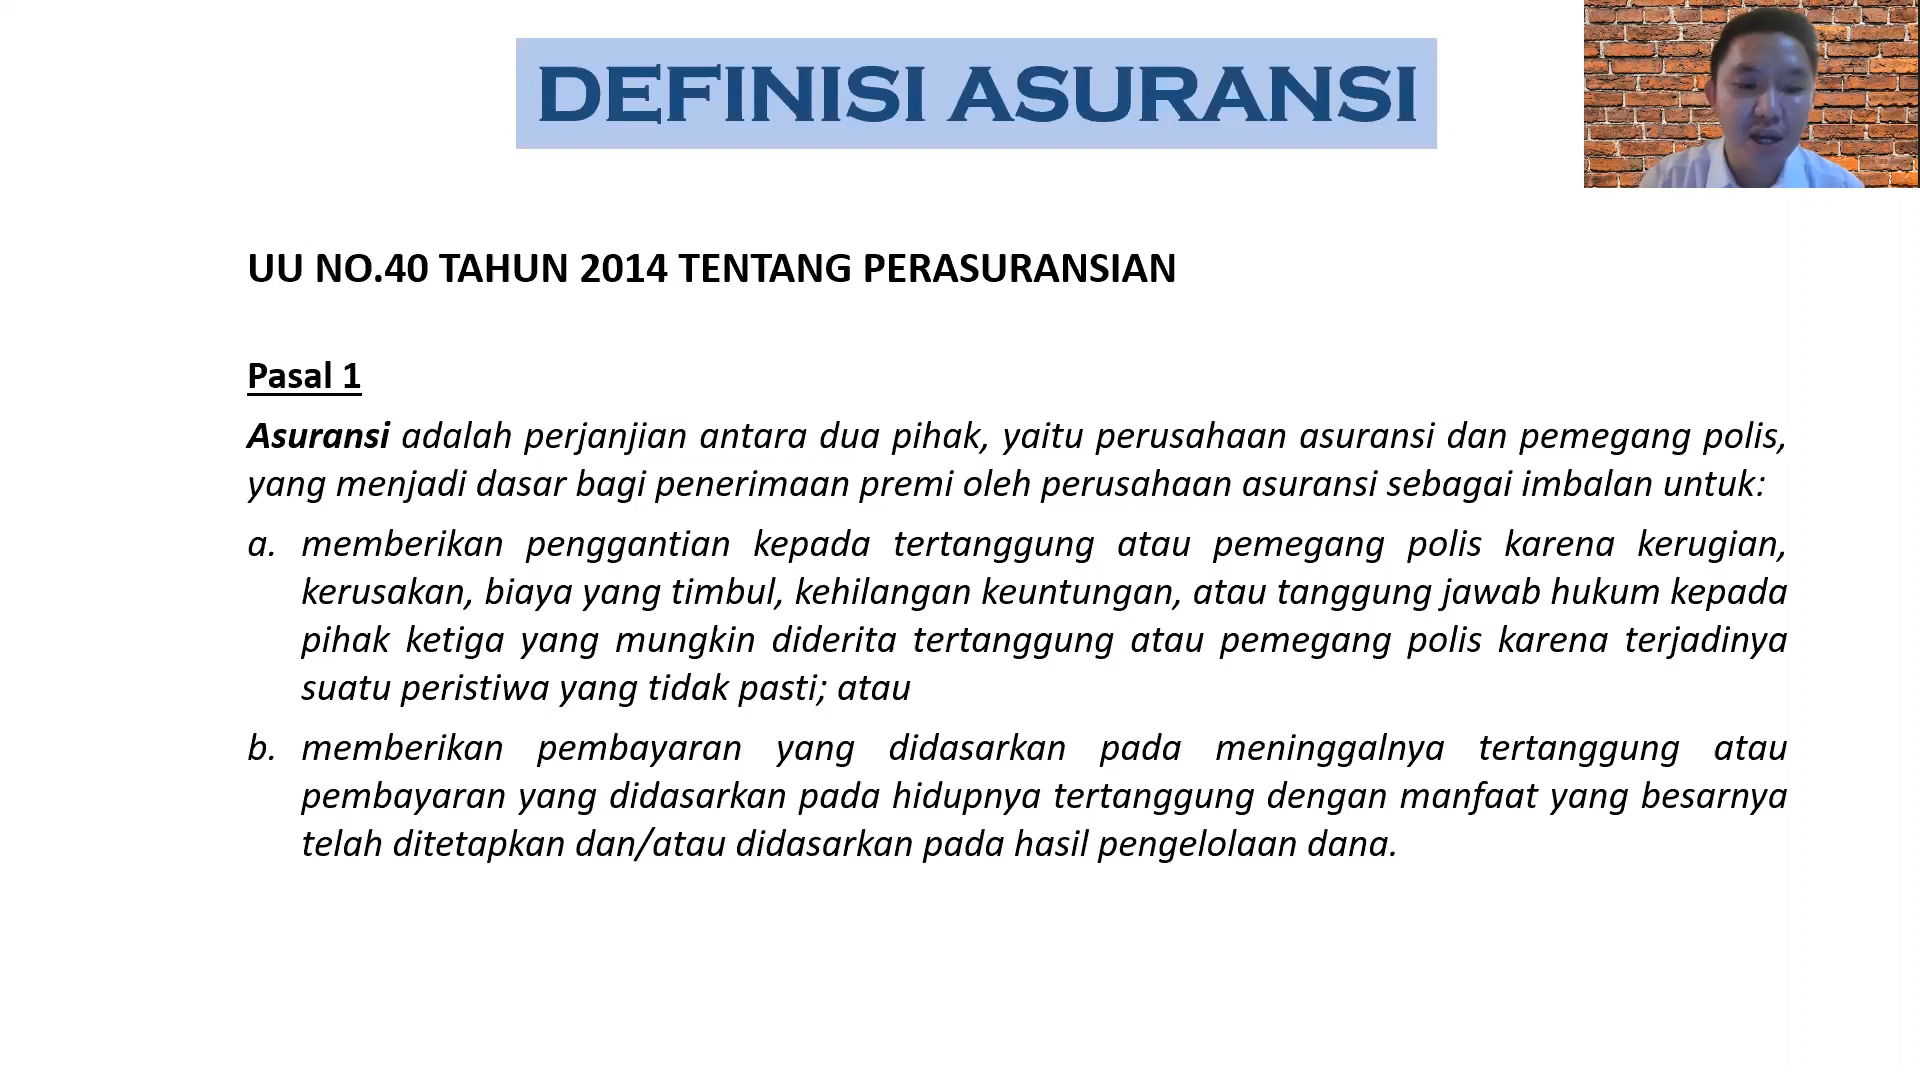 DEFINISI ASURANSI
UU NO.40 TAHUN 2014 TENTANG PERASURANSIAN
Pasal 1
Asuransi adalah perjanjian antara dua pihak, yaitu perusahaan asuransi dan pemegang polis,
yang menjadi dasar bagi penerimaan premi oleh perusahaan asuransi sebagai imbalan untuk:
a. memberikan penggantian kepada tertanggung atau pemegang polis karena kerugian,
kerusakan, biaya yang timbul, kehilangan keuntungan, atau tanggung jawab hukum kepada
pihak ketiga yang mungkin diderita tertanggung atau pemegang polis karena terjadinya
suatu peristiwa yang tidak pasti; atau
b. memberikan pembayaran yang didasarkan pada meninggalnya tertanggung atau
pembayaran yang didasarkan pada hidupnya tertanggung dengan manfaat yang besarnya
telah ditetapkan dan/atau didasarkan pada hasil pengelolaan dana.